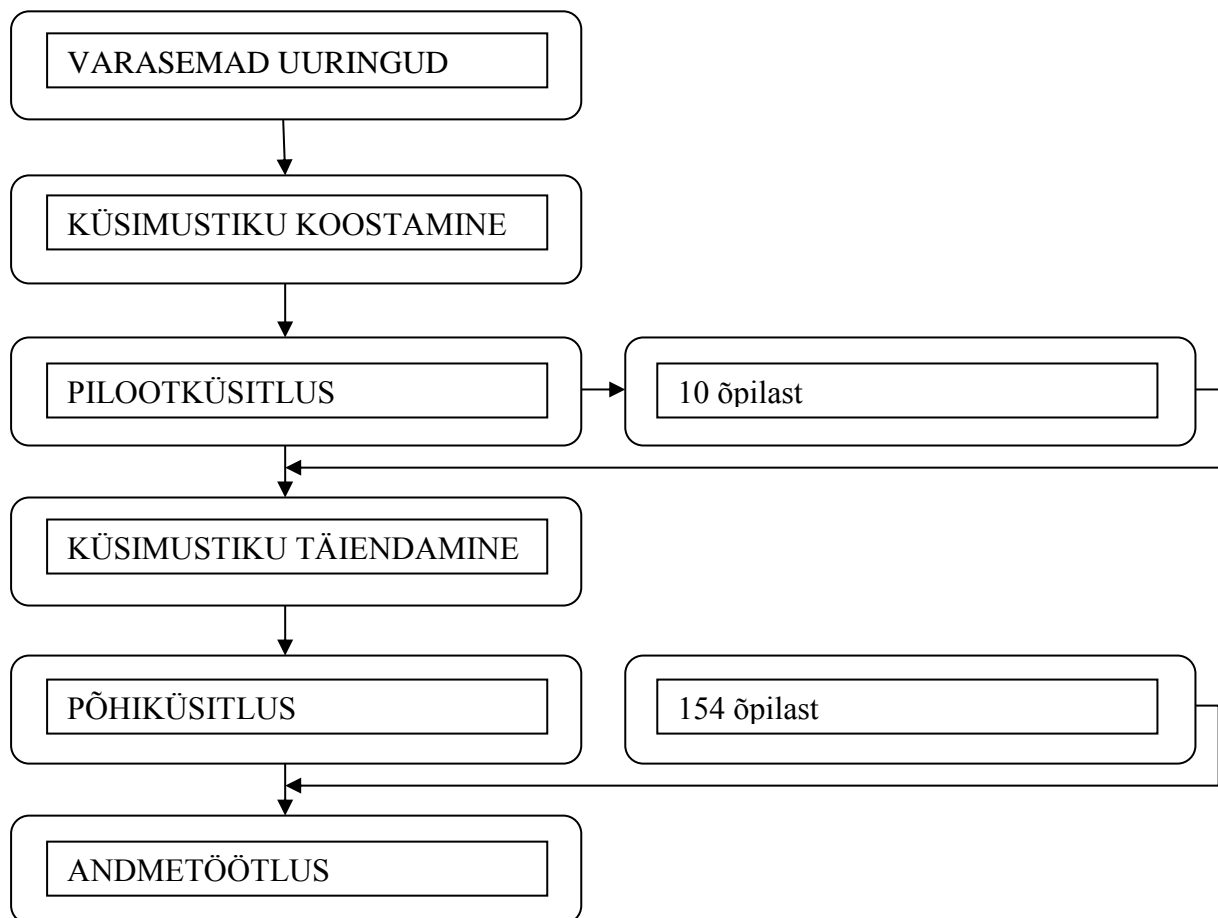 VARASEMAD UURINGUD
KÜSIMUSTIKU KOOSTAMINE
PILOOTKÜSITLUS
10 õpilast
KÜSIMUSTIKU TÄIENDAMINE
PÕHIKÜSITLUS
154 õpilast
ANDMETÖÖTLUS